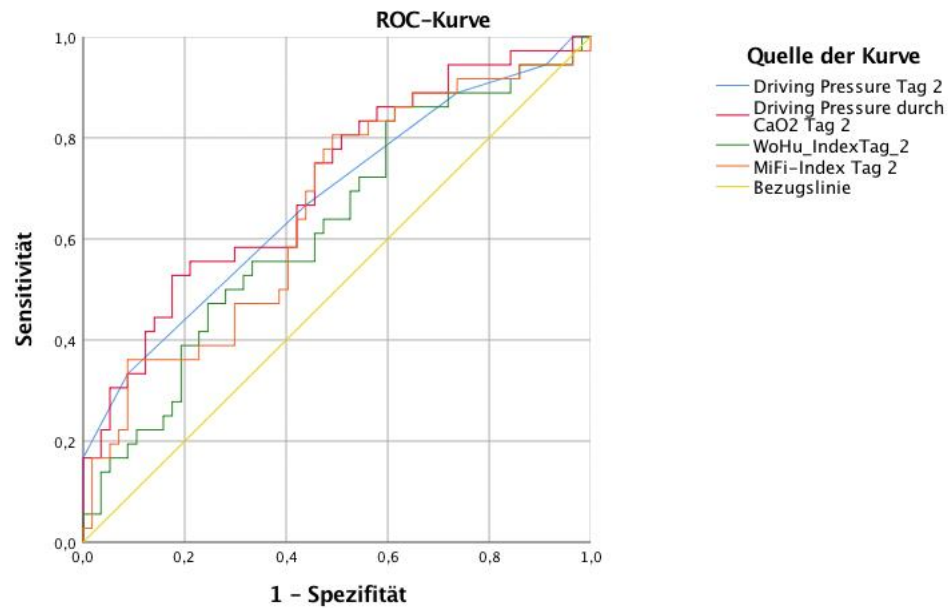 ROC-Kurve
Sensitivität
1,0
0,8
0,6
0,4
0,2
0,0
0,0 0,2 0,4 0,6 0,8 1,0
1 - Spezifität
Quelle der Kurve
Driving Pressure Tag 2
Driving Pressure durch
CaO2 Tag 2
WoHu_IndexTag_2
MiFi-Index Tag 2
Bezugslinie